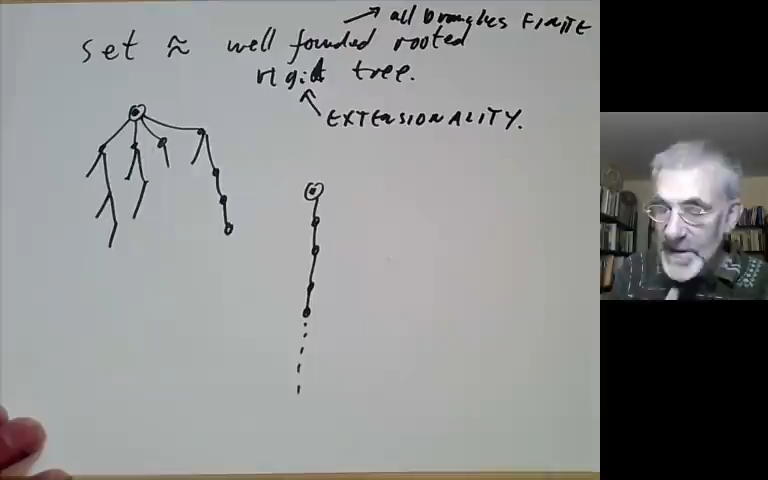 all branches FINITE
set ≈ well founded rooted
rigid tree.
EXTENSIONALITY.